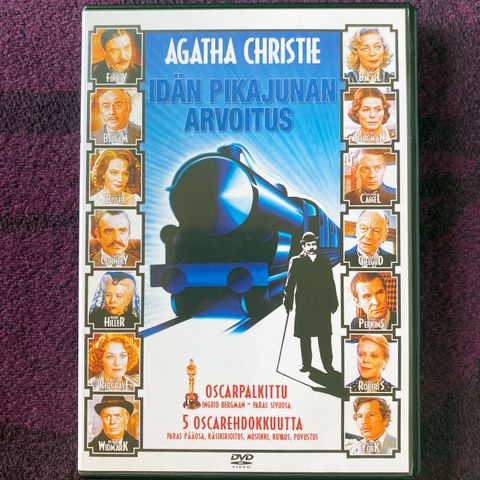 AGATHA CHRISTIE
IDÄN PIKAJUNAN
ARVOITUS
FINNEY
BACALL
BALSAM
BERGMAN
BISSET
CASSEL
CONNERY
GIELGUD
HILLER
PERKINS
REDGRAVE
ROBERTS
WIDMARK
YORK
OSCARPALKITTU
INGRID BERGMAN - PARAS SIVUOSA
5 OSCAREHDOKKUUTTA
PARAS PÄÄOSA, KÄSIKIRJOITUS, MUSIIKKI, KUVAUS, PUVUSTUS
DVD
VIDEO